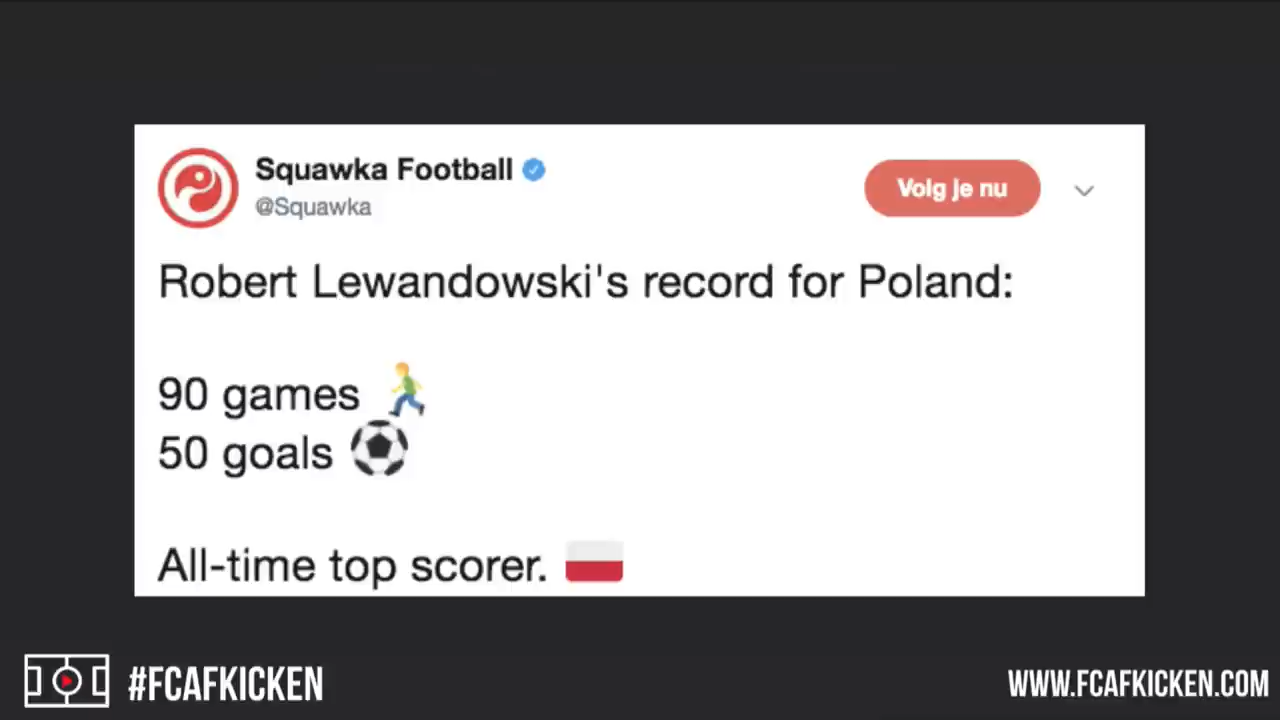 Squawka Football
@Squawka
Volg je nu
Robert Lewandowski's record for Poland:
90 games
50 goals
All-time top scorer.
#FCAFKICKEN
WWW.FCAFKICKEN.COM